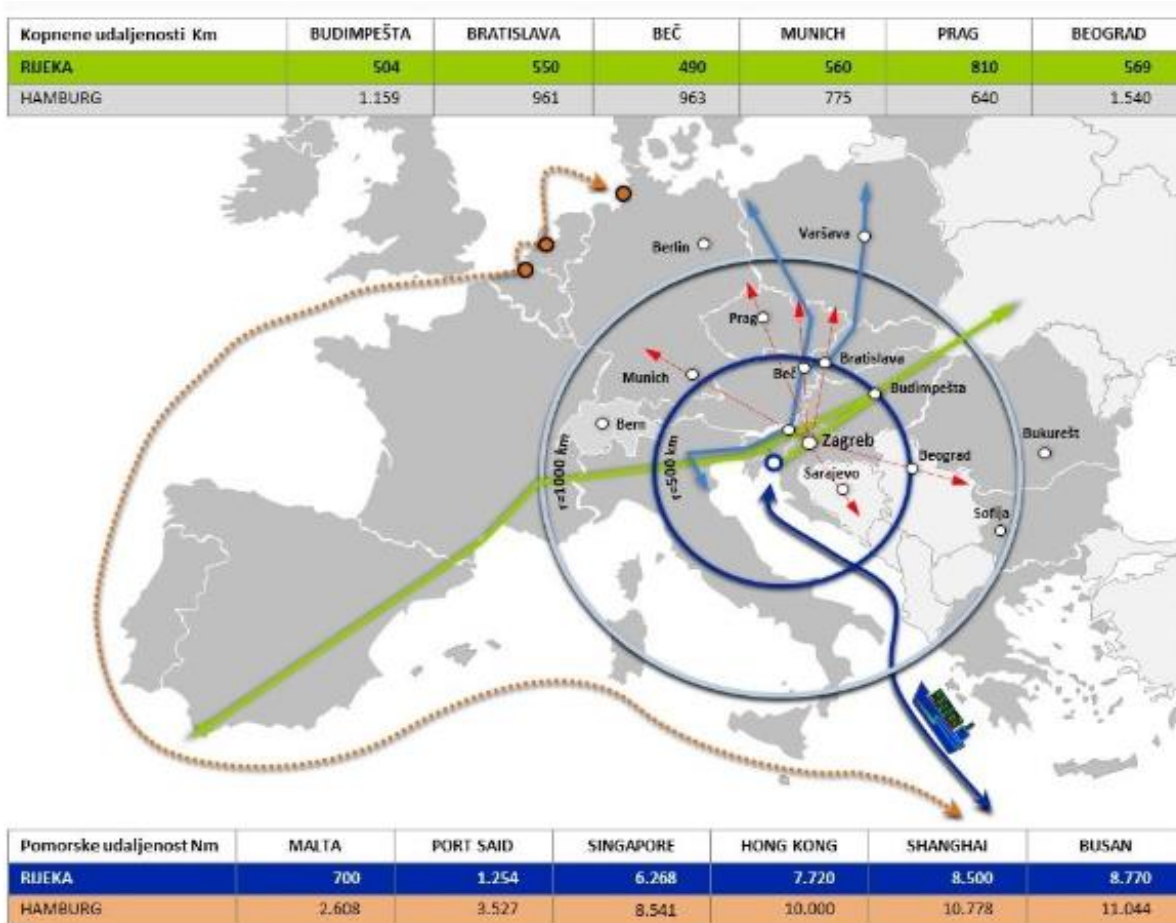 Kopnene udaljenosti Km BUDIMPEŠTA BRATISLAVA BEČ MUNICH PRAG BEOGRAD
RIJEKA 504 550 490 560 810 569
HAMBURG 1.159 961 963 775 640 1.540
Berlin
Varšava
Prag
Bratislava
Munich
Beč
Budimpešta
Bern
Zagreb
Bukurešt
Beograd
r=1000 km
r=500 km
Sarajevo
Sofija
Pomorske udaljenost Nm MALTA PORT SAID SINGAPORE HONG KONG SHANGHAI BUSAN
RIJEKA 700 1.254 6.268 7.720 8.500 8.770
HAMBURG 2.608 3.527 8.541 10.000 10.778 11.044